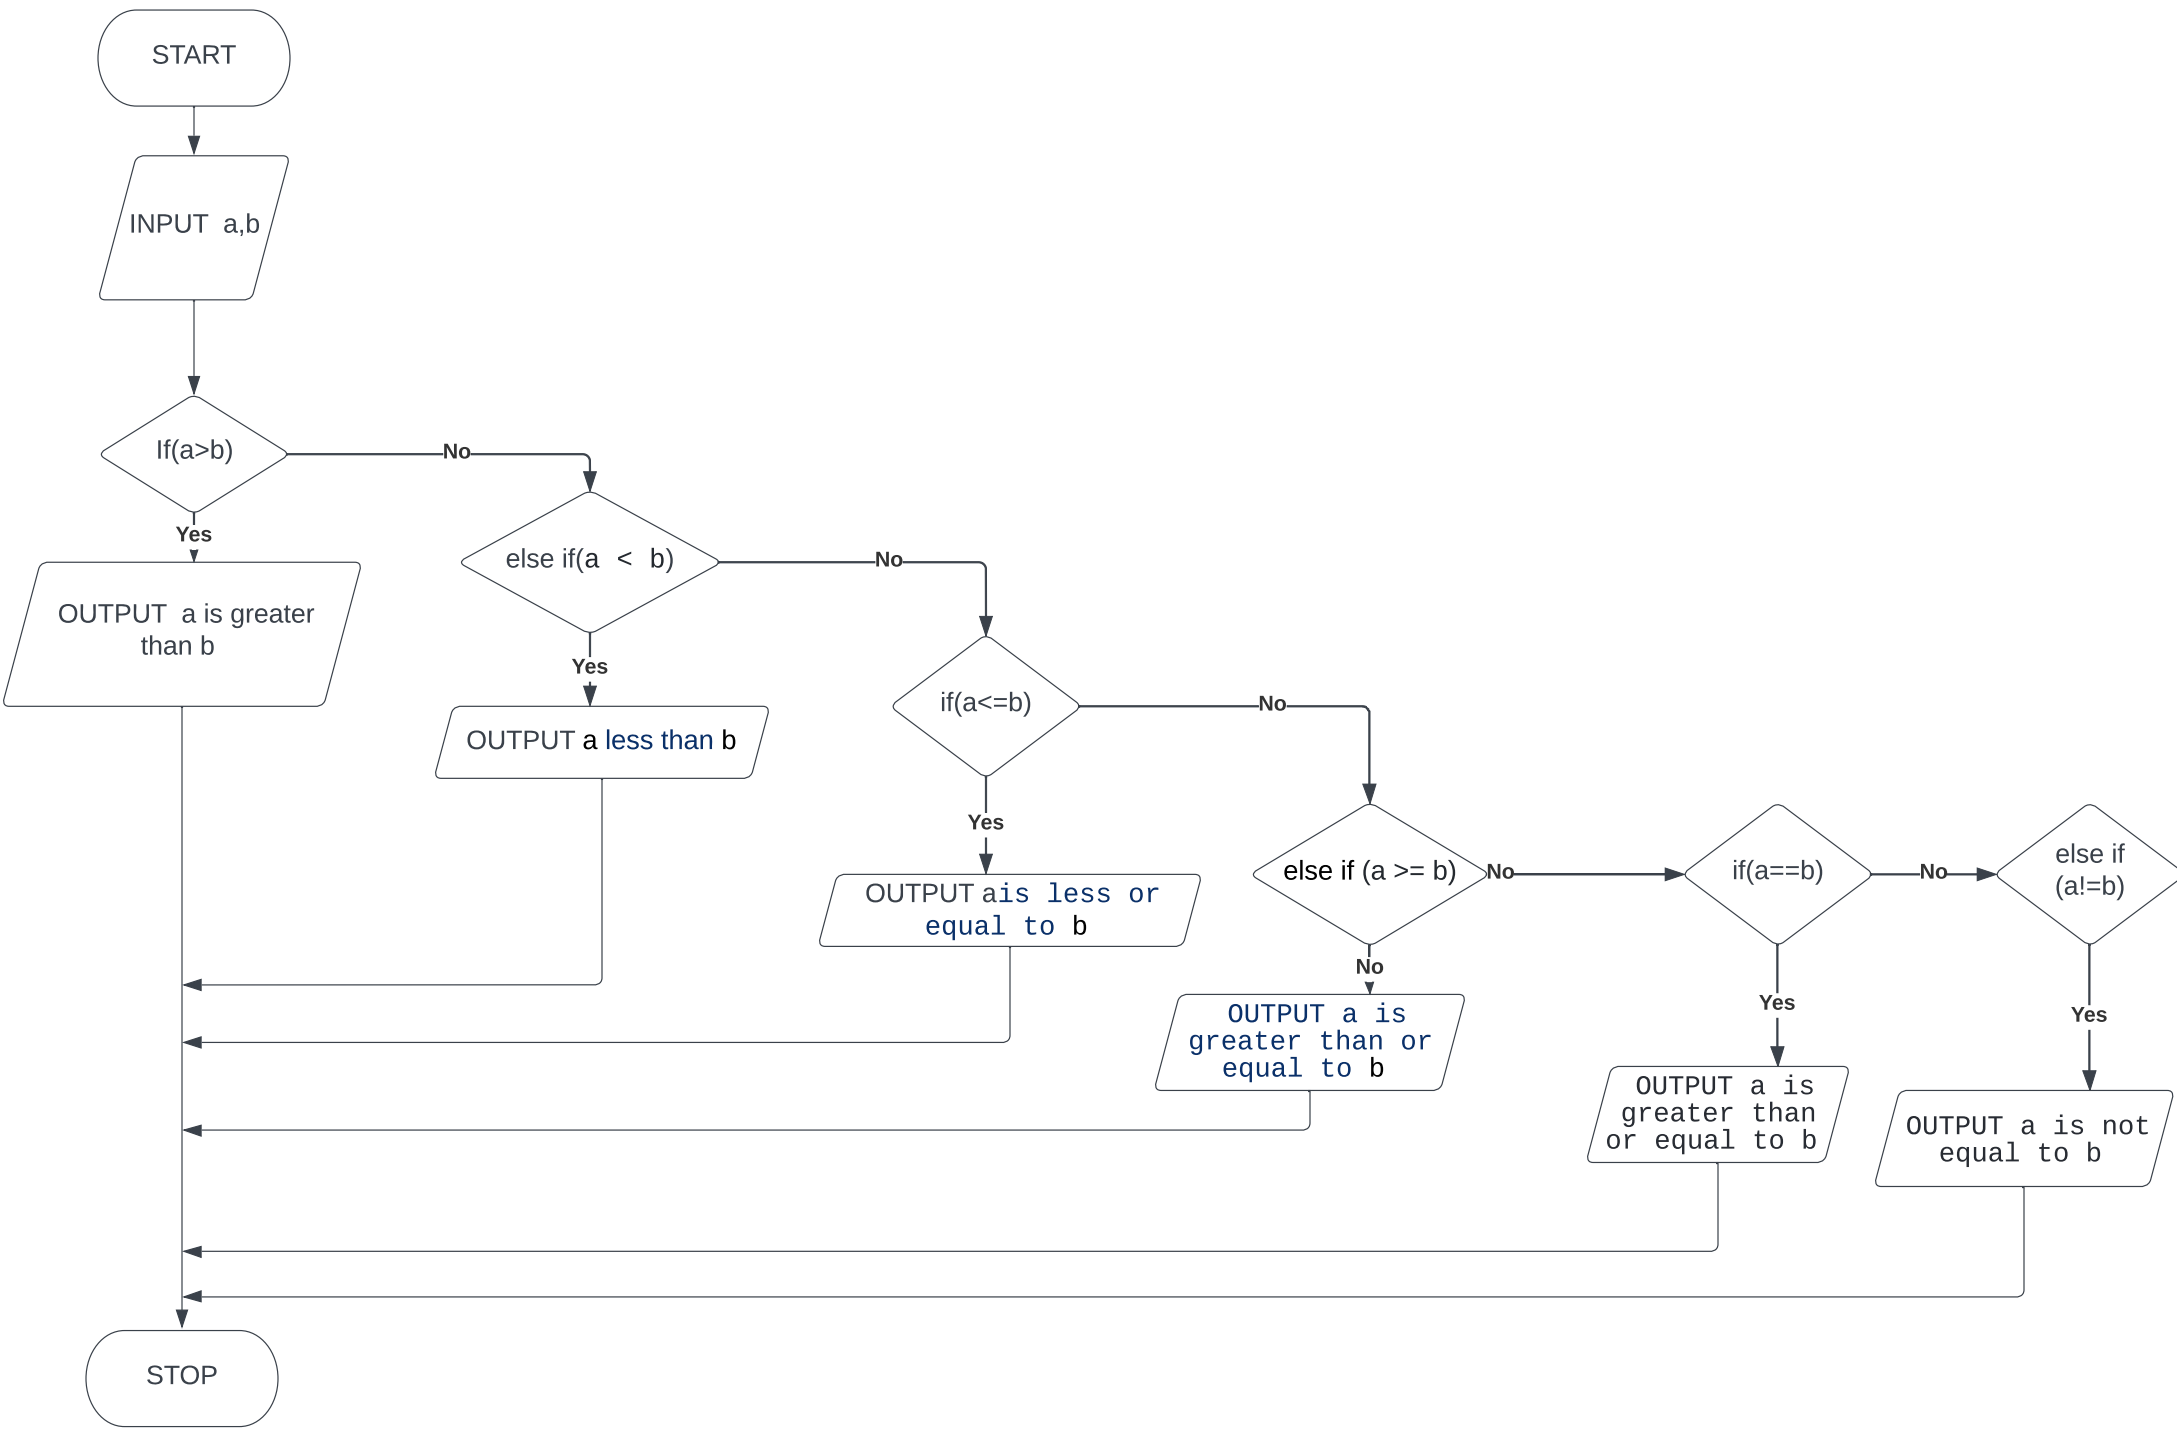 START
INPUT  a,b
If(a>b)
No
Yes
OUTPUT  a is greater
than b
else if(a < b)
No
Yes
OUTPUT a less than b
if(a<=b)
No
Yes
OUTPUT ais less or
equal to b
else if (a >= b)
No
No
OUTPUT a is
greater than or
equal to b
if(a==b)
No
Yes
OUTPUT a is
greater than
or equal to b
else if
(a!=b)
Yes
OUTPUT a is not
equal to b
STOP